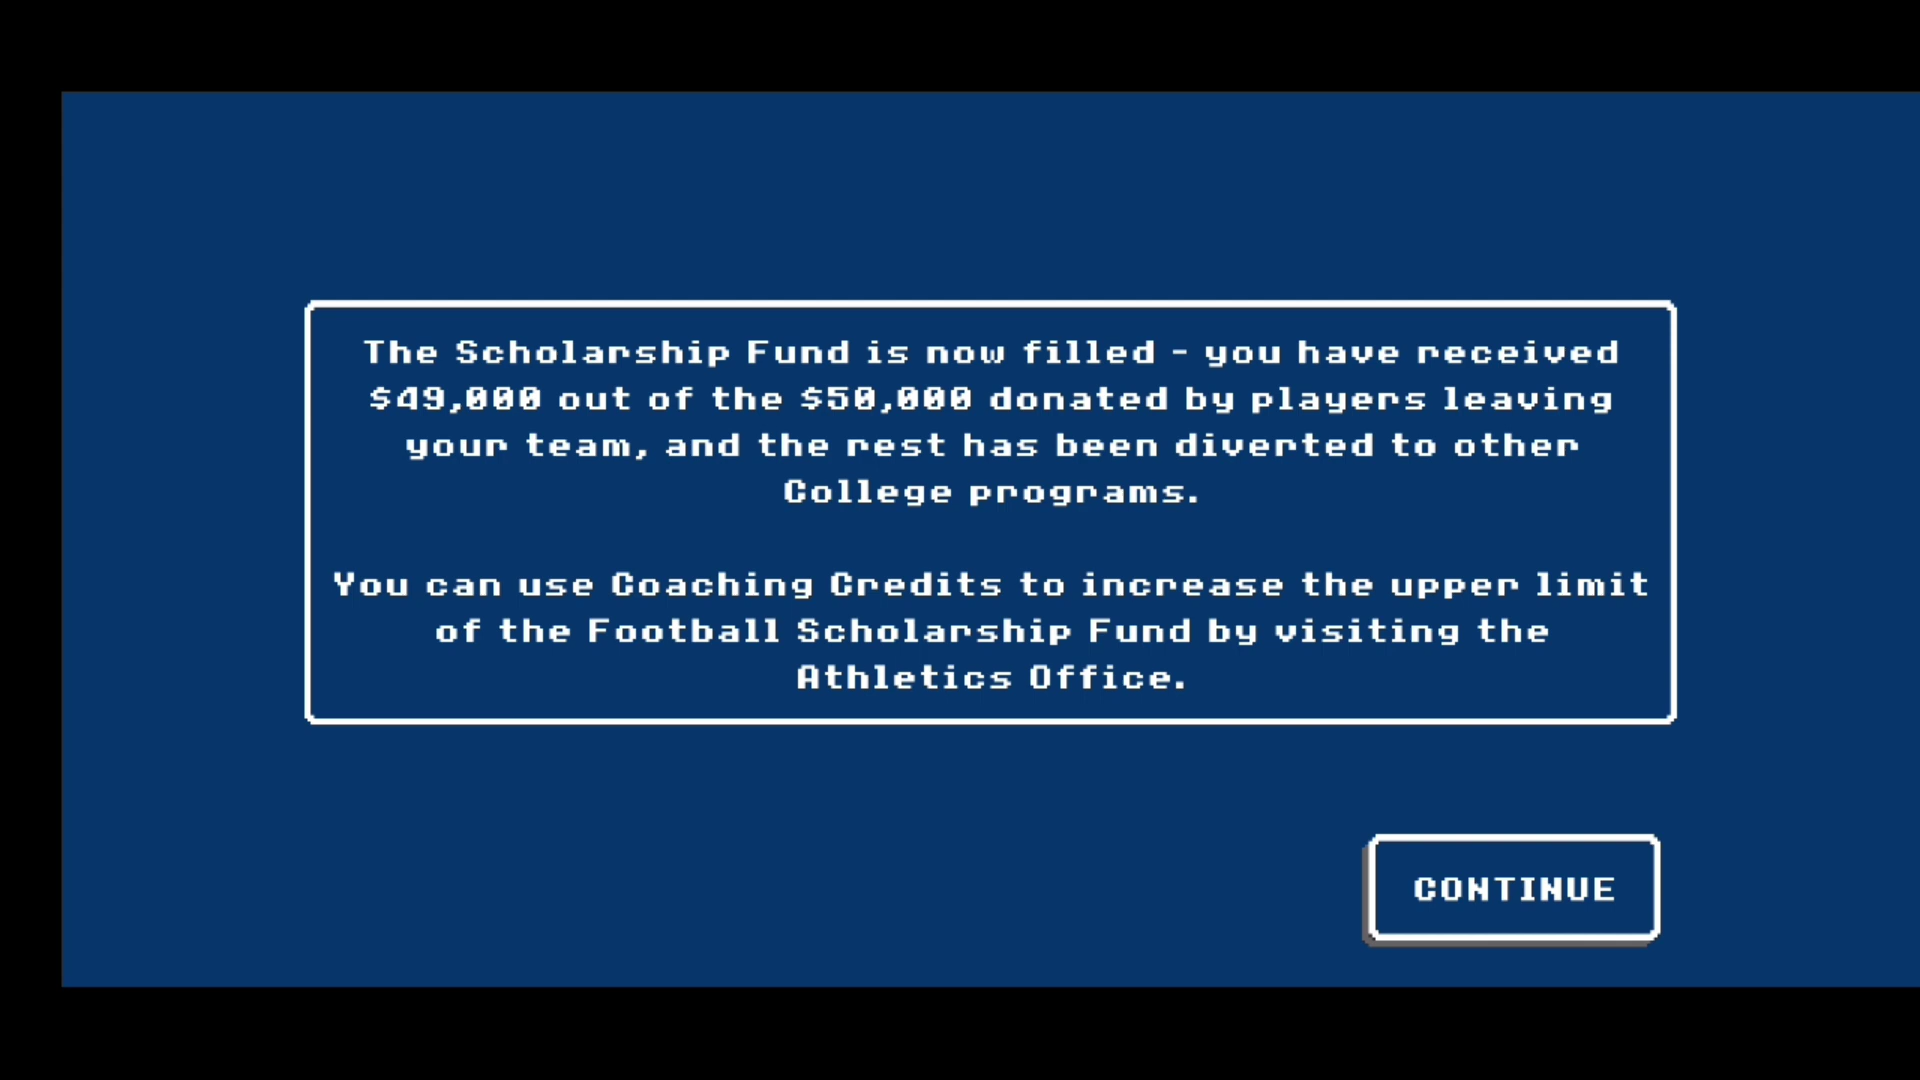 The Scholarship Fund is now filled - you have received
$49,000 out of the $50,000 donated by players leaving
your team, and the rest has been diverted to other
College programs.
You can use Coaching Credits to increase the upper limit
of the Football Scholarship Fund by visiting the
Athletics Office.
CONTINUE